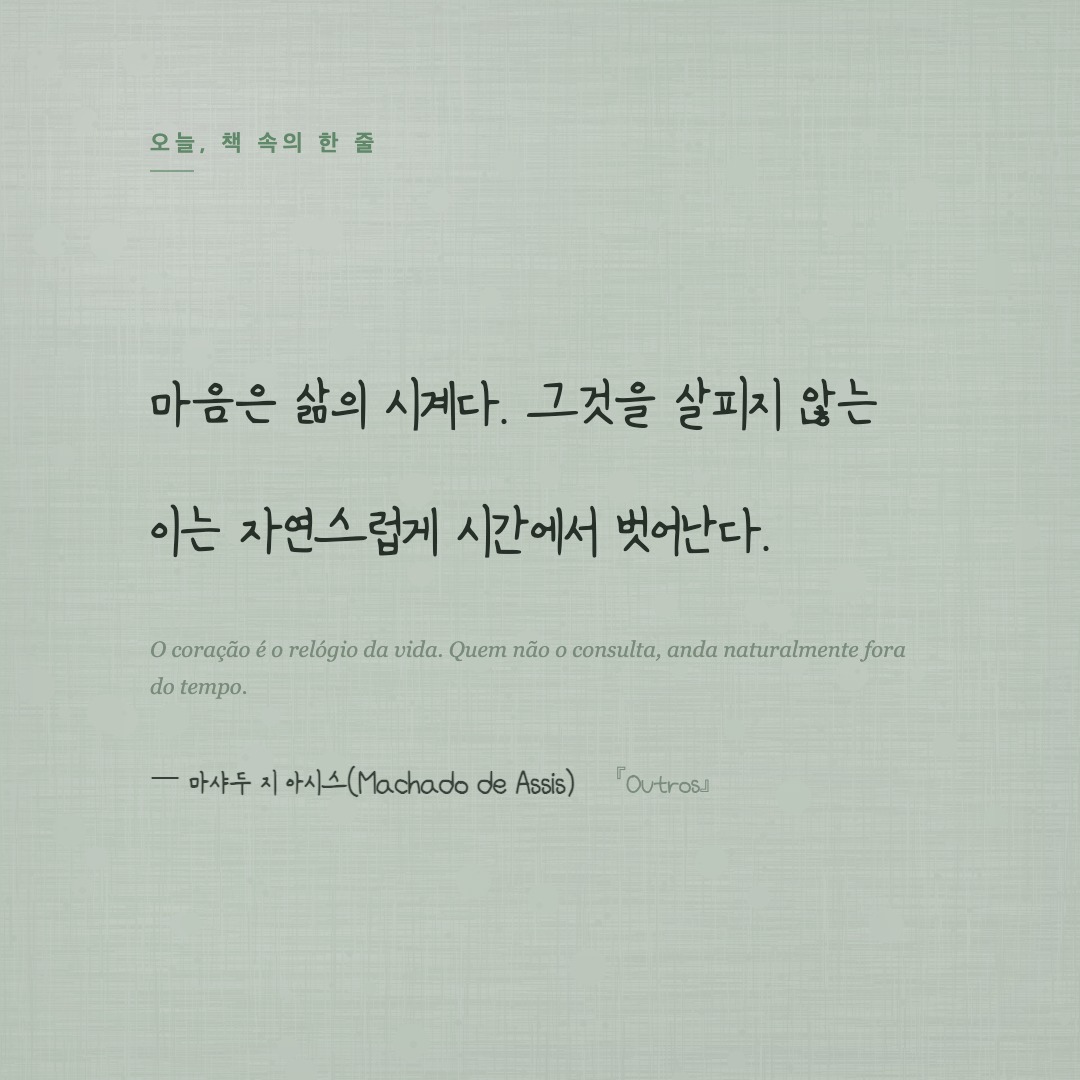 오늘, 책 속의 한 줄
마음은 삶의 시계다. 그것을 살피지 않는
이는 자연스럽게 시간에서 벗어난다.
O coração é o relógio da vida. Quem não o consulta, anda naturalmente fora
do tempo.
— 마샤두 지 아시스(Machado de Assis) 『Outros』